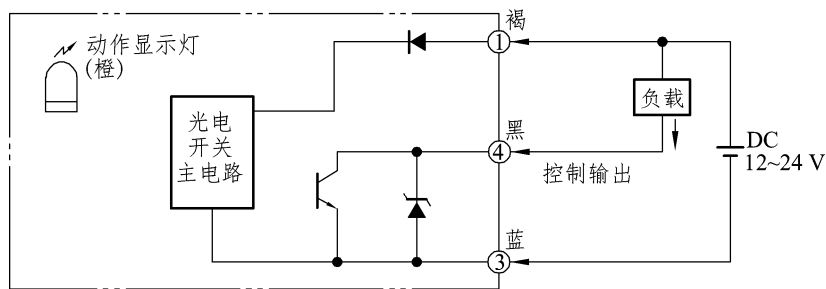 褐
①
动作显示灯
(橙)
负载
光电
开关
主电路
黑
④
控制输出
DC
12~24 V
蓝
③